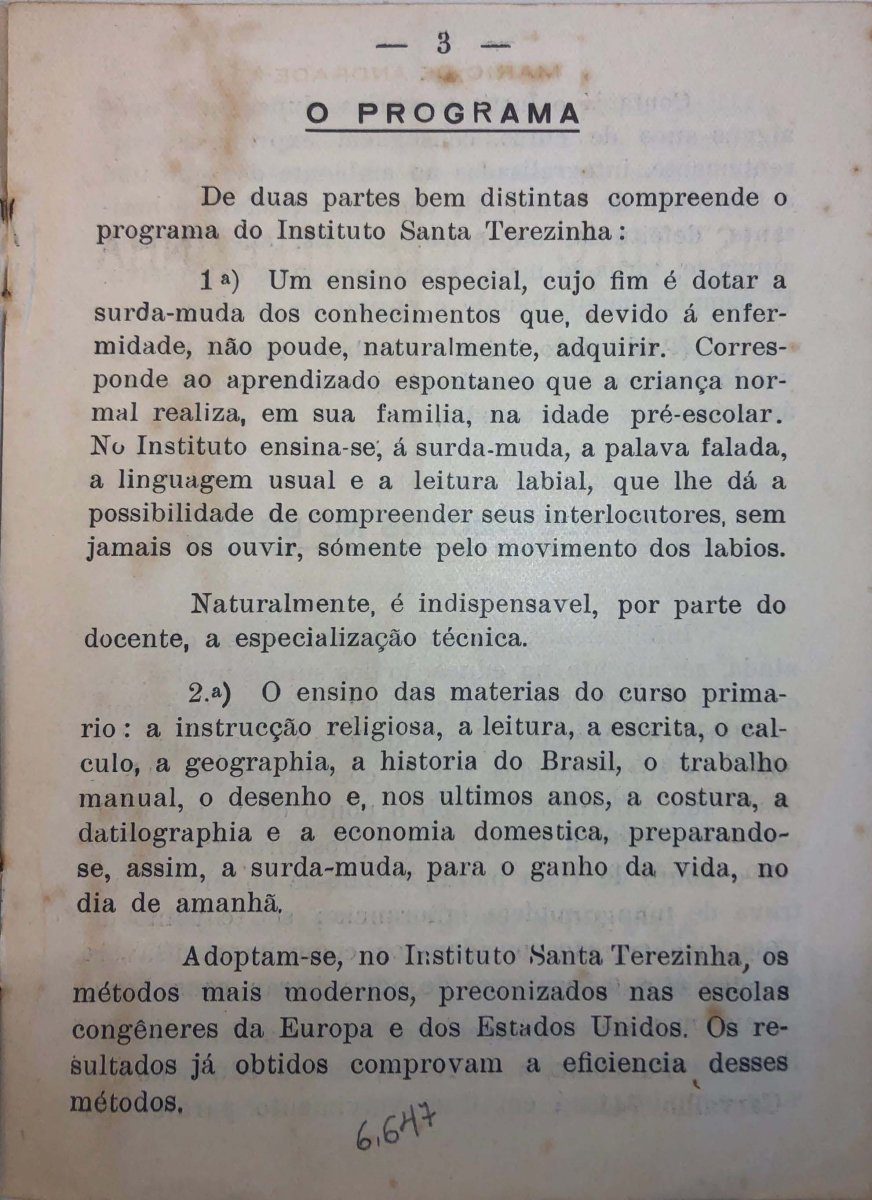 — 3 —
O PROGRAMA
De duas partes bem distintas compreende o
programa do Instituto Santa Terezinha :
1ª) Um ensino especial, cujo fim é dotar a
surda-muda dos conhecimentos que, devido á enfer-
midade, não poude, naturalmente, adquirir. Corres-
ponde ao aprendizado espontaneo que a criança nor-
mal realiza, em sua familia, na idade pré-escolar.
No Instituto ensina-se, á surda-muda, a palava falada,
a linguagem usual e a leitura labial, que lhe dá a
possibilidade de compreender seus interlocutores, sem
jamais os ouvir, sómente pelo movimento dos labios.
Naturalmente, é indispensavel, por parte do
docente, a especialização técnica.
2.ª) O ensino das materias do curso prima-
rio : a instrucção religiosa, a leitura, a escrita, o cal-
culo, a geographia, a historia do Brasil, o trabalho
manual, o desenho e, nos ultimos anos, a costura, a
datilographia e a economia domestica, preparando-
se, assim, a surda-muda, para o ganho da vida, no
dia de amanhã.
Adoptam-se, no Instituto Santa Terezinha, os
métodos mais modernos, preconizados nas escolas
congêneres da Europa e dos Estados Unidos. Os re-
sultados já obtidos comprovam a eficiencia desses
métodos.
6.647